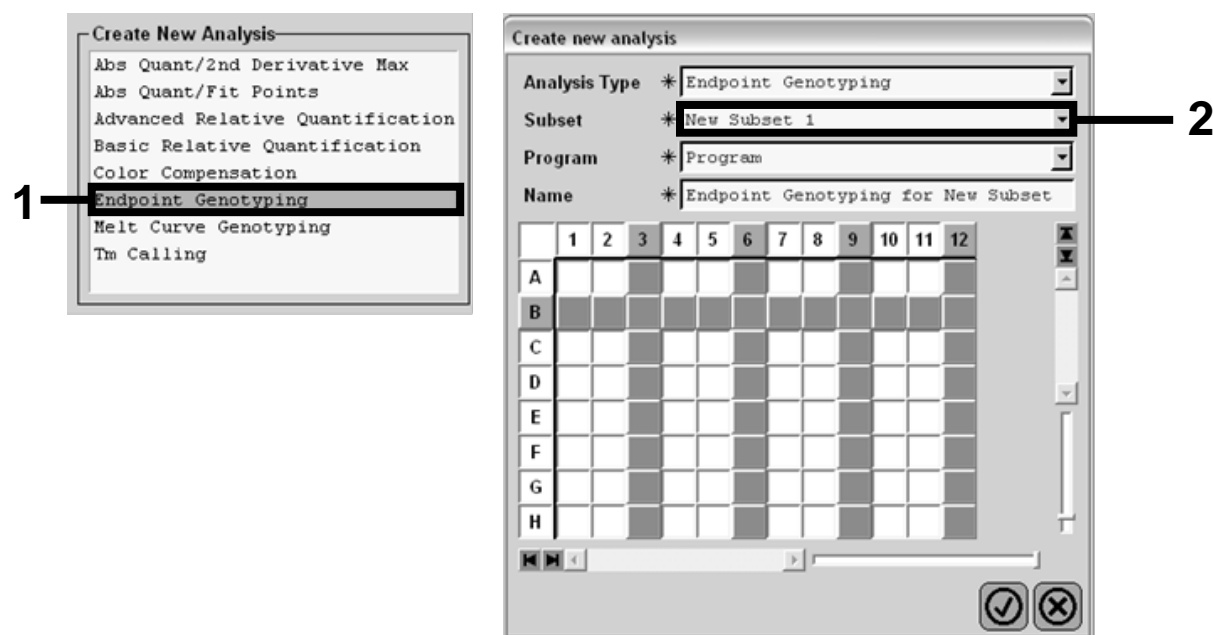 Create New Analysis
Abs Quant/2nd Derivative Max
Abs Quant/Fit Points
Advanced Relative Quantification
Basic Relative Quantification
Color Compensation
1
Endpoint Genotyping
Melt Curve Genotyping
Tm Calling
Create new analysis
Analysis Type * Endpoint Genotyping
Subset * New Subset 1
2
Program * Program
Name * Endpoint Genotyping for New Subset
1 2 3 4 5 6 7 8 9 10 11 12
A
B
C
D
E
F
G
H